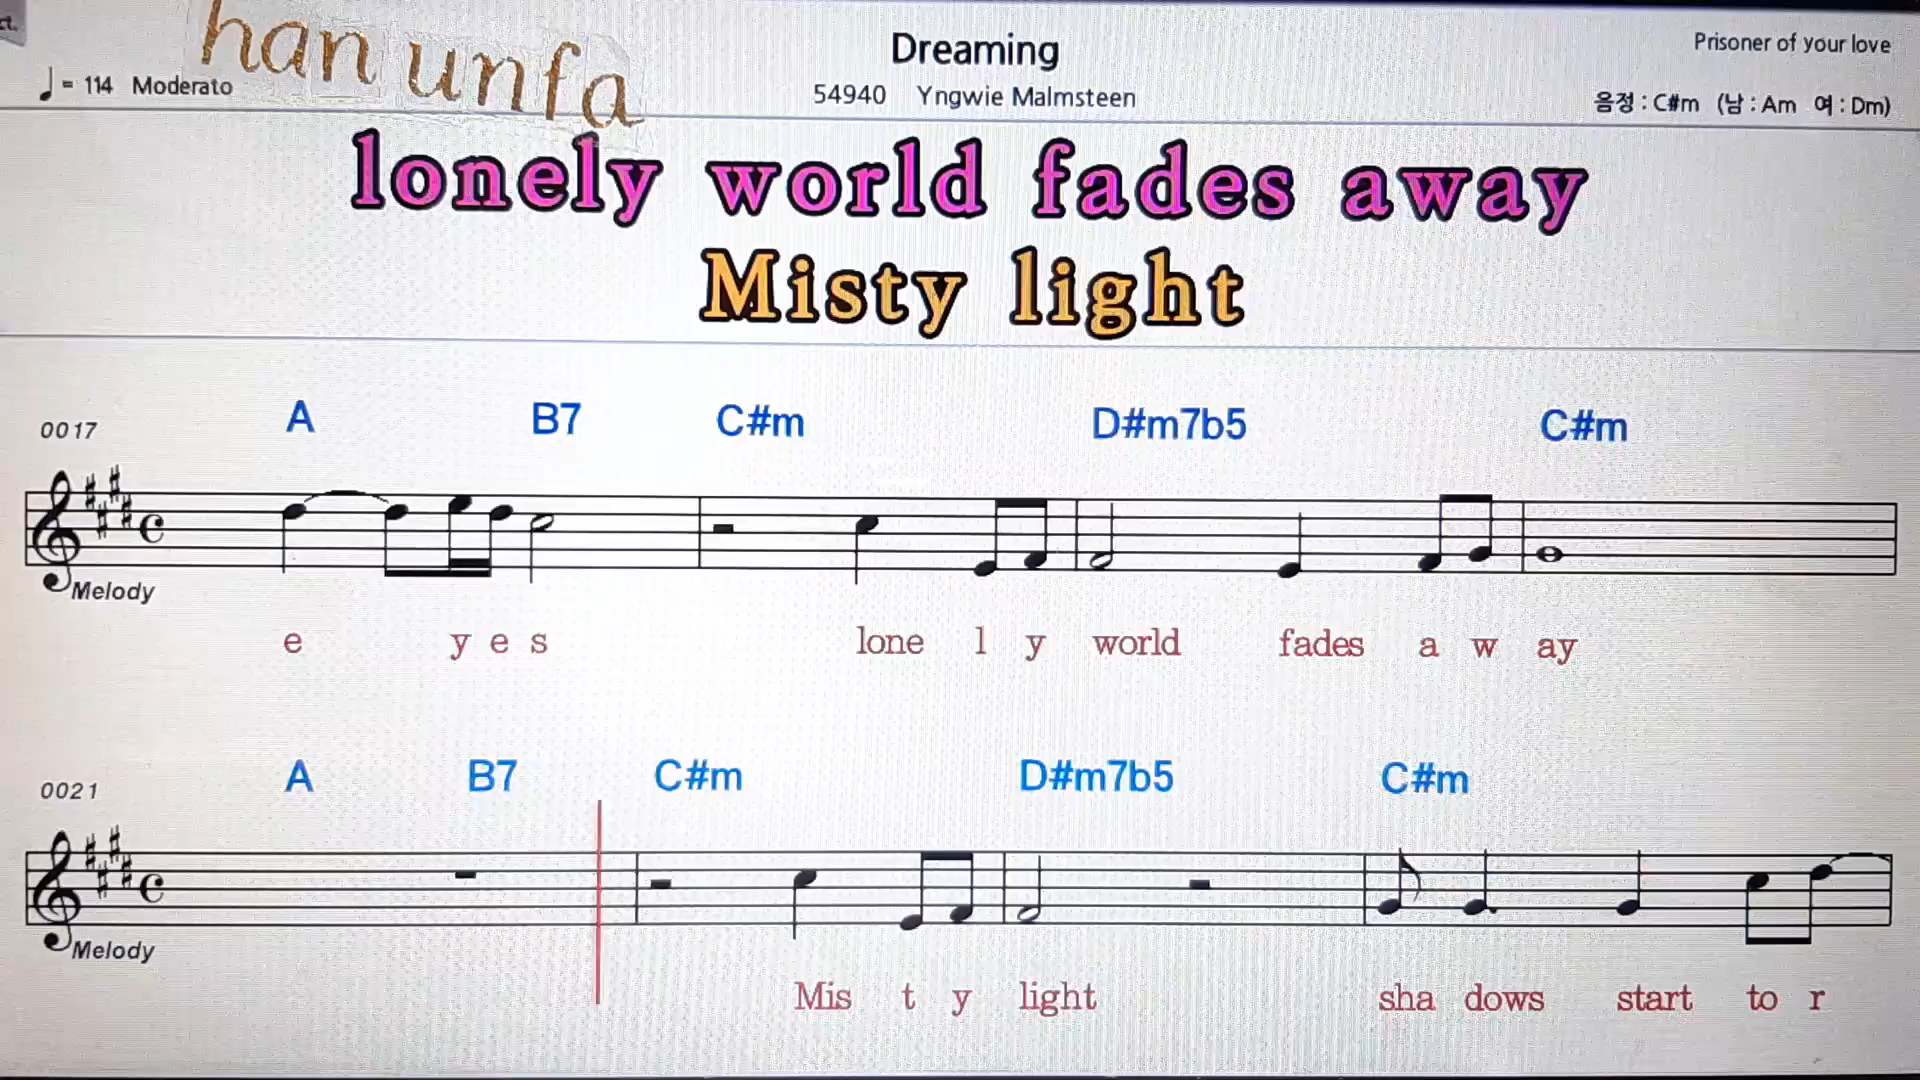 ct.
han unfa
Dreaming
Prisoner of your love
= 114 Moderato
54940 Yngwie Malmsteen
음정 : C#m (남 : Am 여 : Dm)
lonely world fades away
Misty light
0017 A B7 C#m D#m7b5 C#m
Melody
e y e s lone l y world fades a w ay
0021 A B7 C#m D#m7b5 C#m
Melody
Mis t y light sha dows start to r